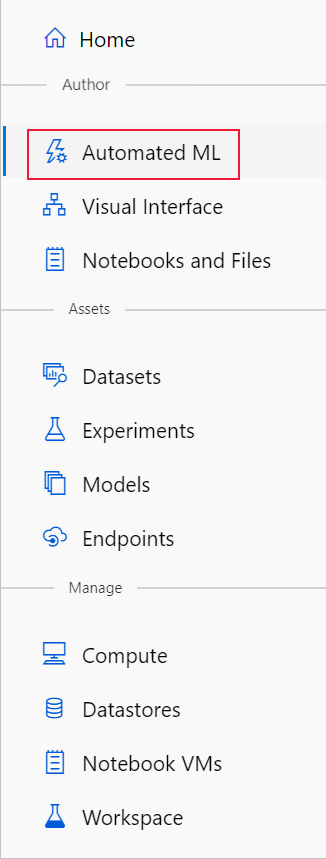 Home
Author
Automated ML
Visual Interface
Notebooks and Files
Assets
Datasets
Experiments
Models
Endpoints
Manage
Compute
Datastores
Notebook VMs
Workspace